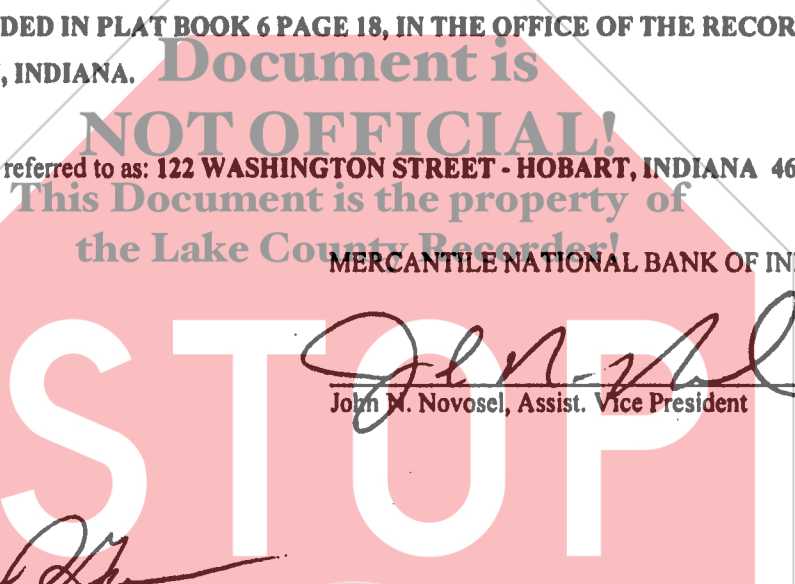 DED IN PLAT BOOK 6 PAGE 18, IN THE OFFICE OF THE RECOR
, INDIANA.
Document is
NOT OFFICIAL!
referred to as: 122 WASHINGTON STREET - HOBART, INDIANA 46
This Document is the property of
the Lake County Recorder!
MERCANTILE NATIONAL BANK OF IN
John N. Novosel, Assist. Vice President
STOP